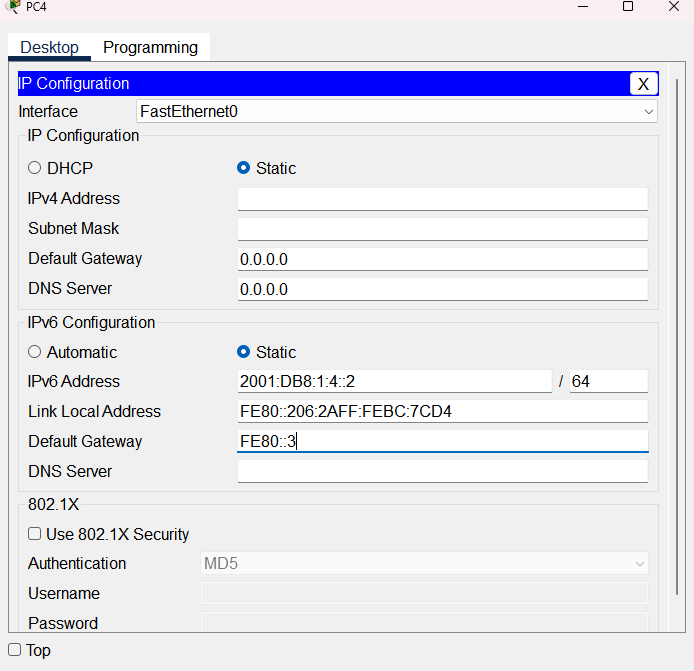 PC4
Desktop Programming
IP Configuration X
Interface FastEthernet0
IP Configuration
DHCP Static
IPv4 Address
Subnet Mask
Default Gateway 0.0.0.0
DNS Server 0.0.0.0
IPv6 Configuration
Automatic Static
IPv6 Address 2001:DB8:1:4::2 / 64
Link Local Address FE80::206:2AFF:FEBC:7CD4
Default Gateway FE80::3
DNS Server
802.1X
Use 802.1X Security
Authentication MD5
Username
Password
Top